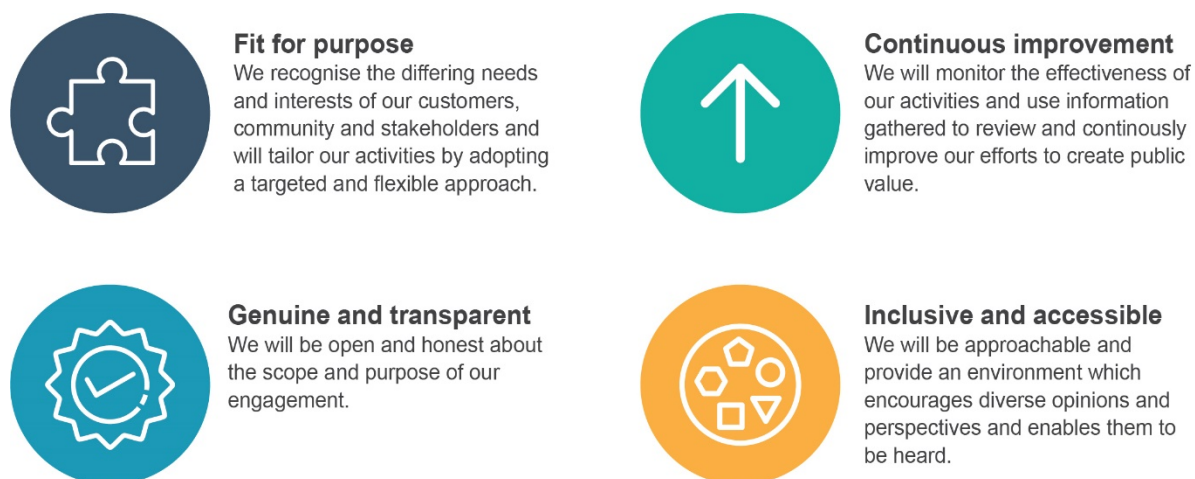 Fit for purpose
We recognise the differing needs
and interests of our customers,
community and stakeholders and
will tailor our activities by adopting
a targeted and flexible approach.
Continuous improvement
We will monitor the effectiveness of
our activities and use information
gathered to review and continously
improve our efforts to create public
value.
Genuine and transparent
We will be open and honest about
the scope and purpose of our
engagement.
Inclusive and accessible
We will be approachable and
provide an environment which
encourages diverse opinions and
perspectives and enables them to
be heard.